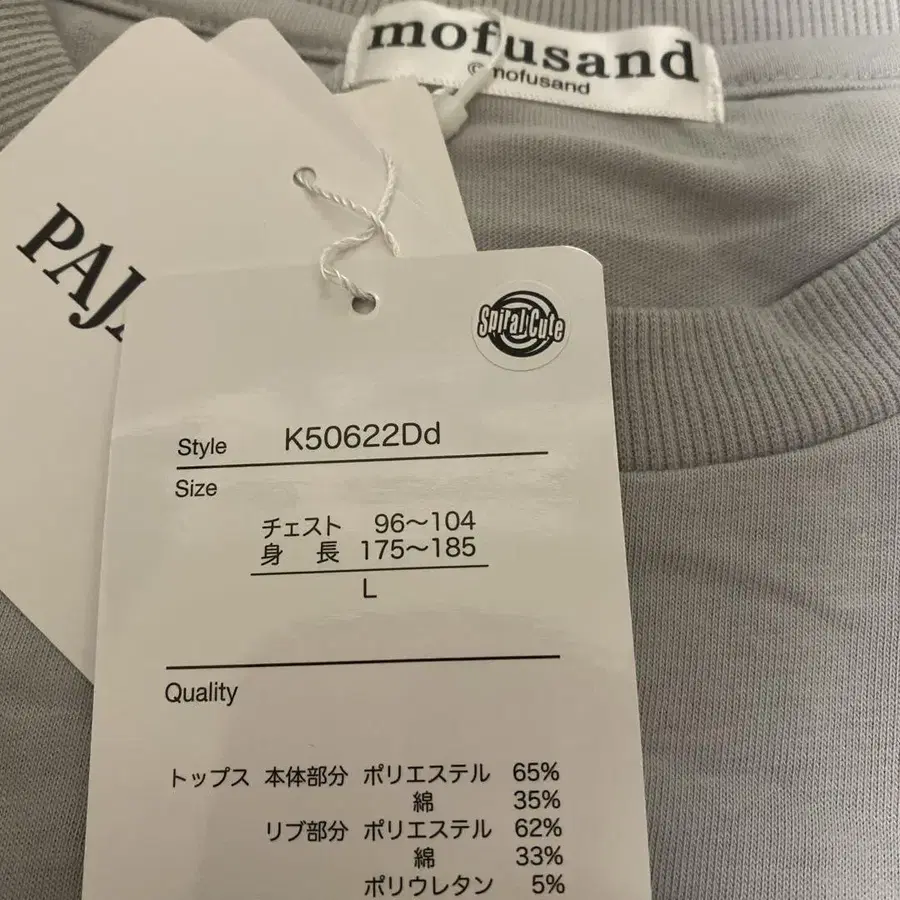 mofusand
©mofusand
PAJ
Spiral Cute
Style K50622Dd
Size
チェスト 96〜104
身 長 175〜185
L
Quality
トップス 本体部分 ポリエステル 65%
綿 35%
リブ部分 ポリエステル 62%
綿 33%
ポリウレタン 5%